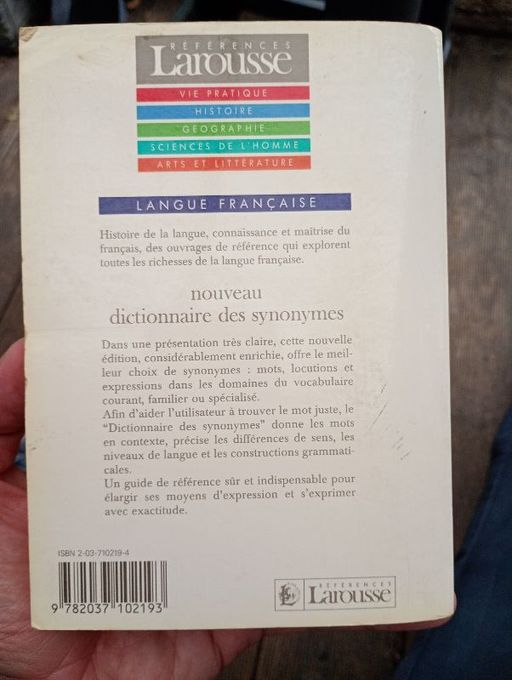 RÉFÉRENCES
Larousse
VIE PRATIQUE
HISTOIRE
GÉOGRAPHIE
SCIENCES DE L'HOMME
ARTS ET LITTÉRATURE
LANGUE FRANÇAISE
Histoire de la langue, connaissance et maîtrise du
français, des ouvrages de référence qui explorent
toutes les richesses de la langue française.
nouveau
dictionnaire des synonymes
Dans une présentation très claire, cette nouvelle
édition, considérablement enrichie, offre le meil-
leur choix de synonymes : mots, locutions et
expressions dans les domaines du vocabulaire
courant, familier ou spécialisé.
Afin d'aider l'utilisateur à trouver le mot juste, le
“Dictionnaire des synonymes” donne les mots
en contexte, précise les différences de sens, les
niveaux de langue et les constructions grammati-
cales.
Un guide de référence sûr et indispensable pour
élargir ses moyens d'expression et s'exprimer
avec exactitude.
ISBN 2-03-710219-4
9 782037 102193
RÉFÉRENCES
Larousse